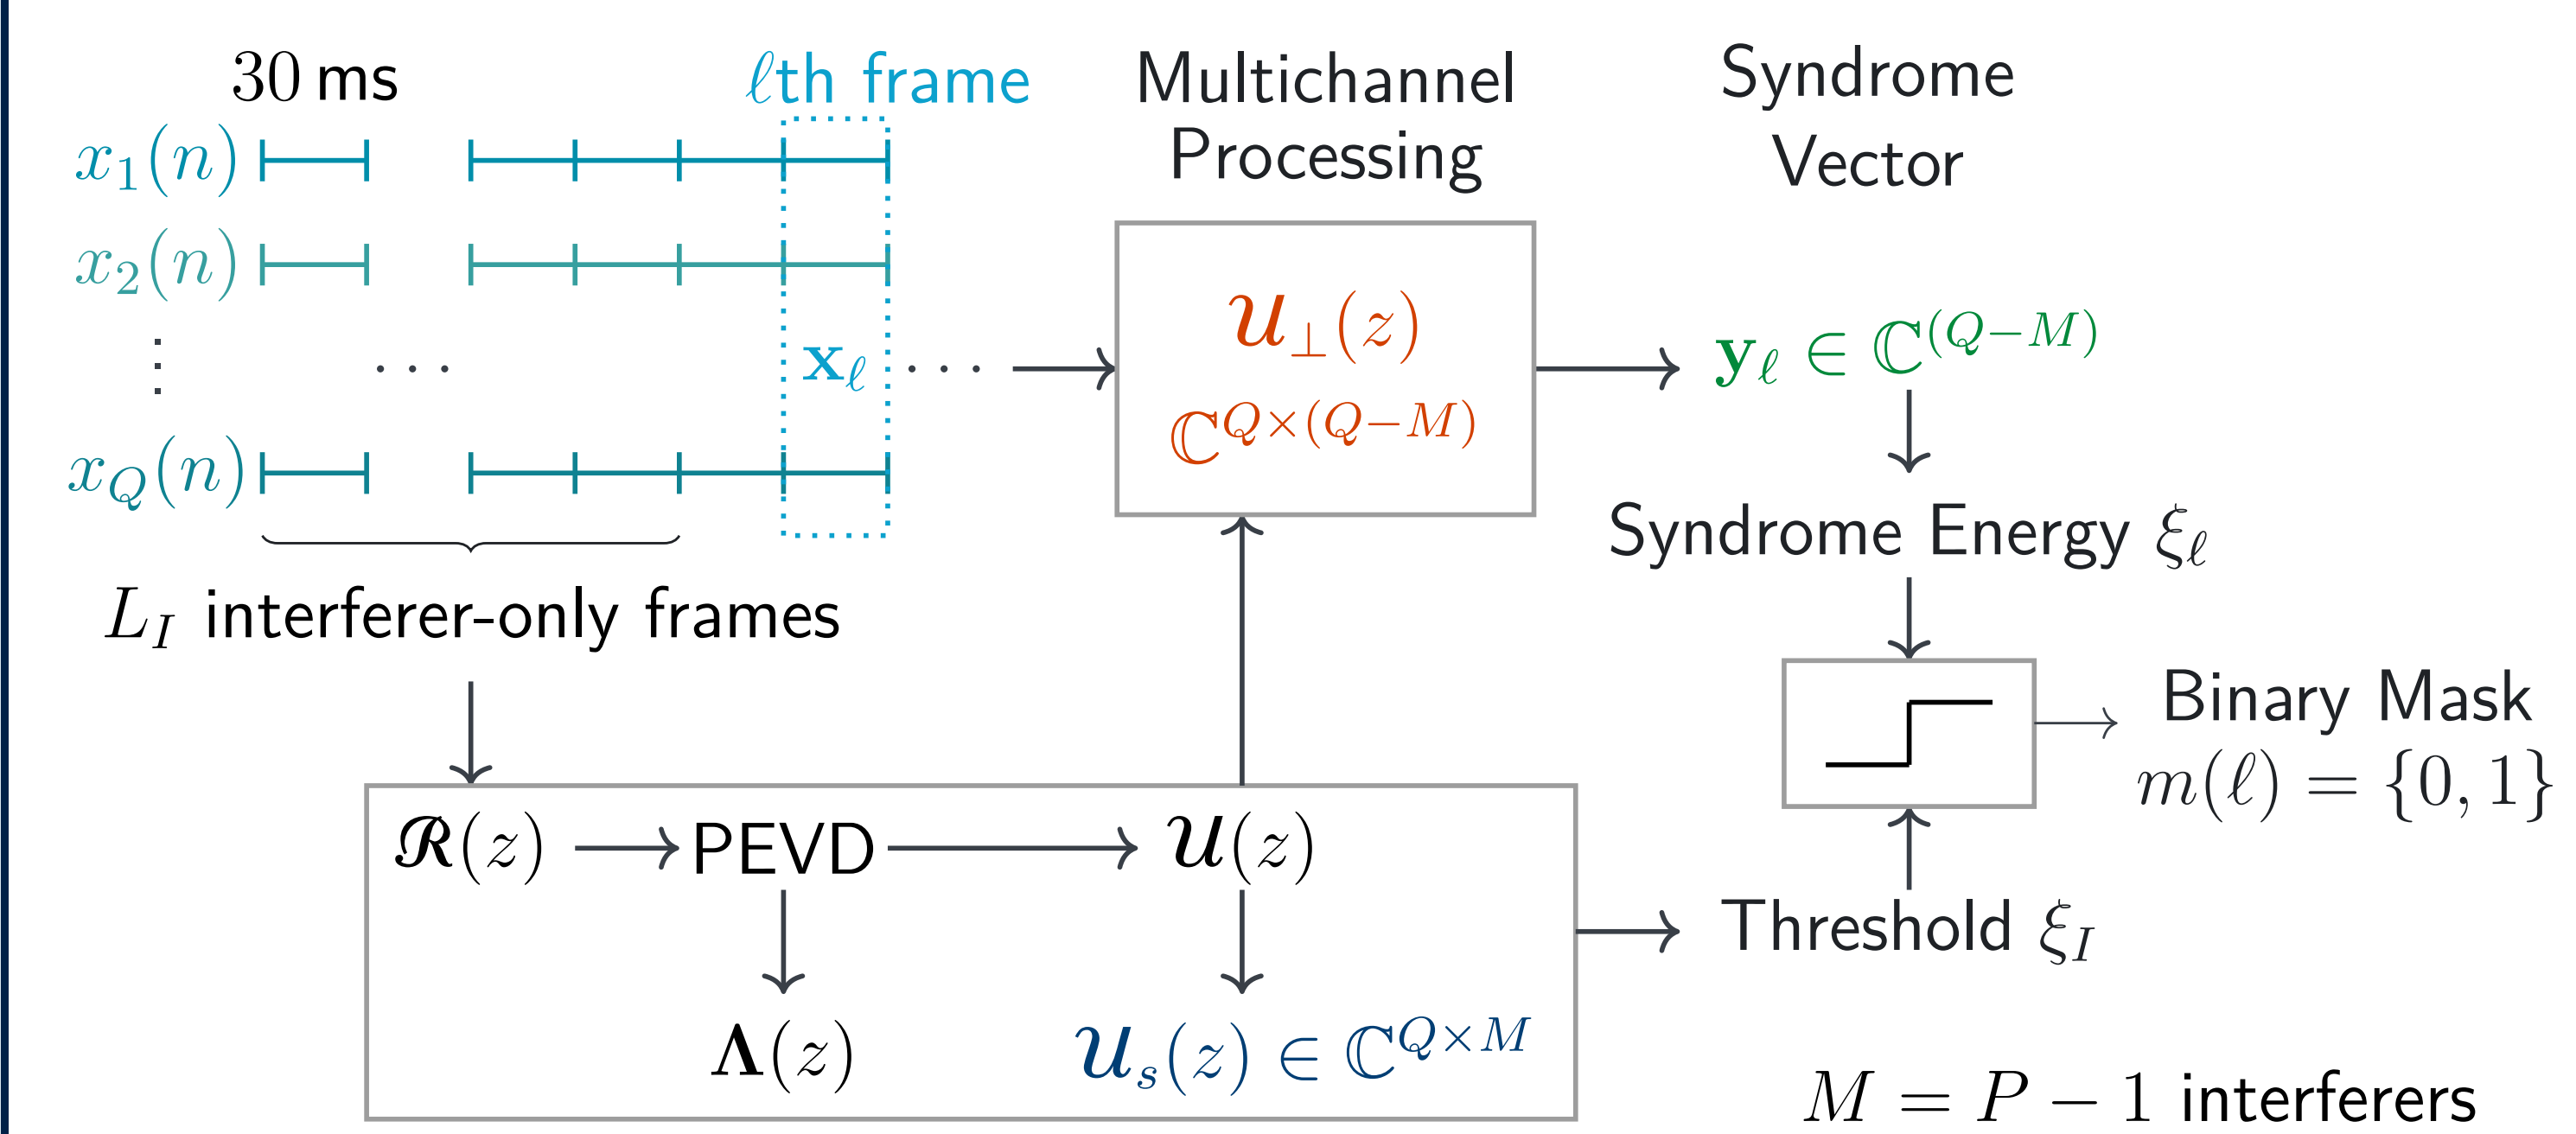 30 ms
ℓth frame
x₁(n)
x₂(n)
⋮
x_Q(n)
· · ·
𝐱_ℓ
· · ·
L_I interferer-only frames
Multichannel
Processing
𝓤_⊥(z)
ℂ^{Q×(Q−M)}
Syndrome
Vector
𝐲_ℓ ∈ ℂ^{(Q−M)}
Syndrome Energy ξ_ℓ
Binary Mask
m(ℓ) = {0, 1}
Threshold ξ_I
𝓡(z)
PEVD
𝓤(z)
𝚲(z)
𝓤_s(z) ∈ ℂ^{Q×M}
M = P − 1 interferers